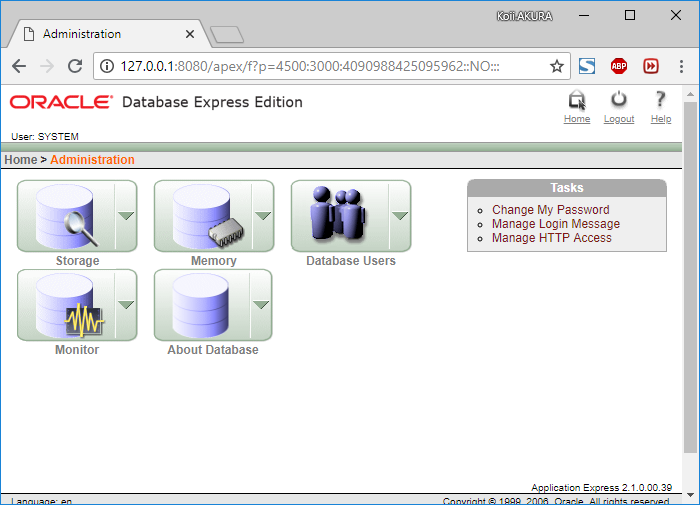 Koji.AKURA
Administration
127.0.0.1:8080/apex/f?p=4500:3000:4090988425095962::NO:::
S ABP
ORACLE® Database Express Edition
Home Logout Help
User: SYSTEM
Home > Administration
Tasks
Change My Password
Manage Login Message
Manage HTTP Access
Storage Memory Database Users
Monitor About Database
Application Express 2.1.0.00.39
Language: en Copyright © 1999, 2006, Oracle. All rights reserved.